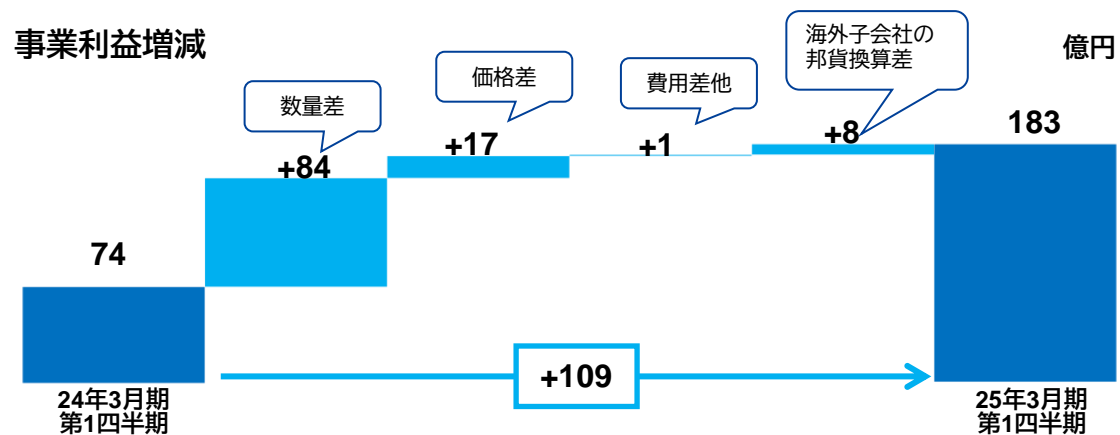 事業利益増減
億円
数量差
価格差
費用差他
海外子会社の
邦貨換算差
74
+84
+17
+1
+8
183
+109
24年3月期
第1四半期
25年3月期
第1四半期